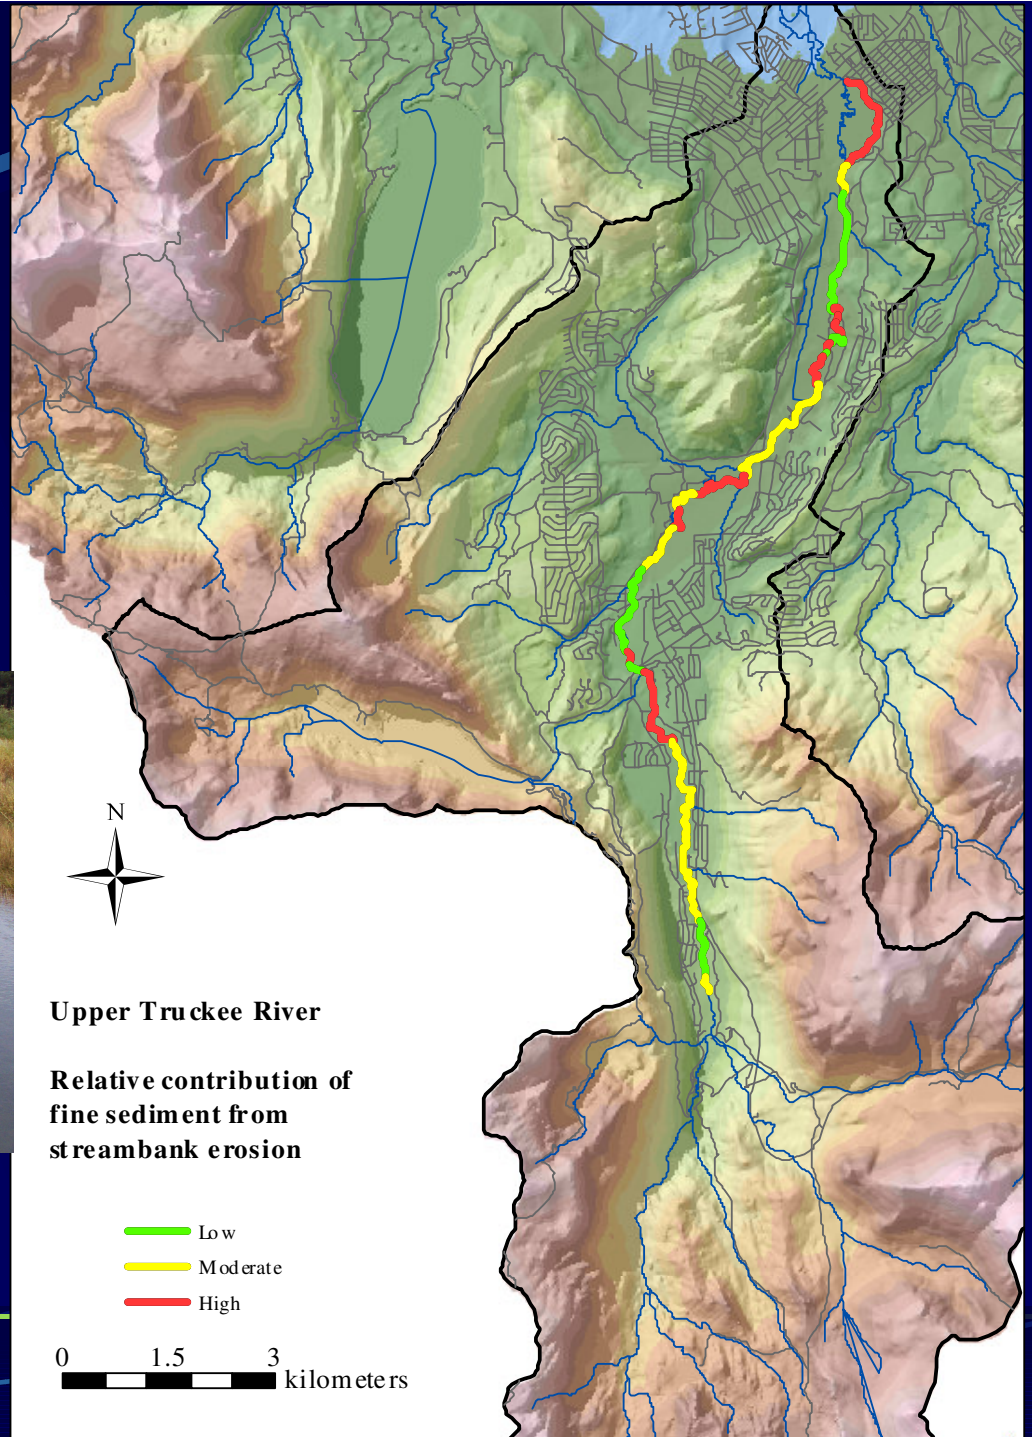 N
Upper Truckee River
Relative contribution of
fine sediment from
streambank erosion
Low
Moderate
High
0 1.5 3
kilometers